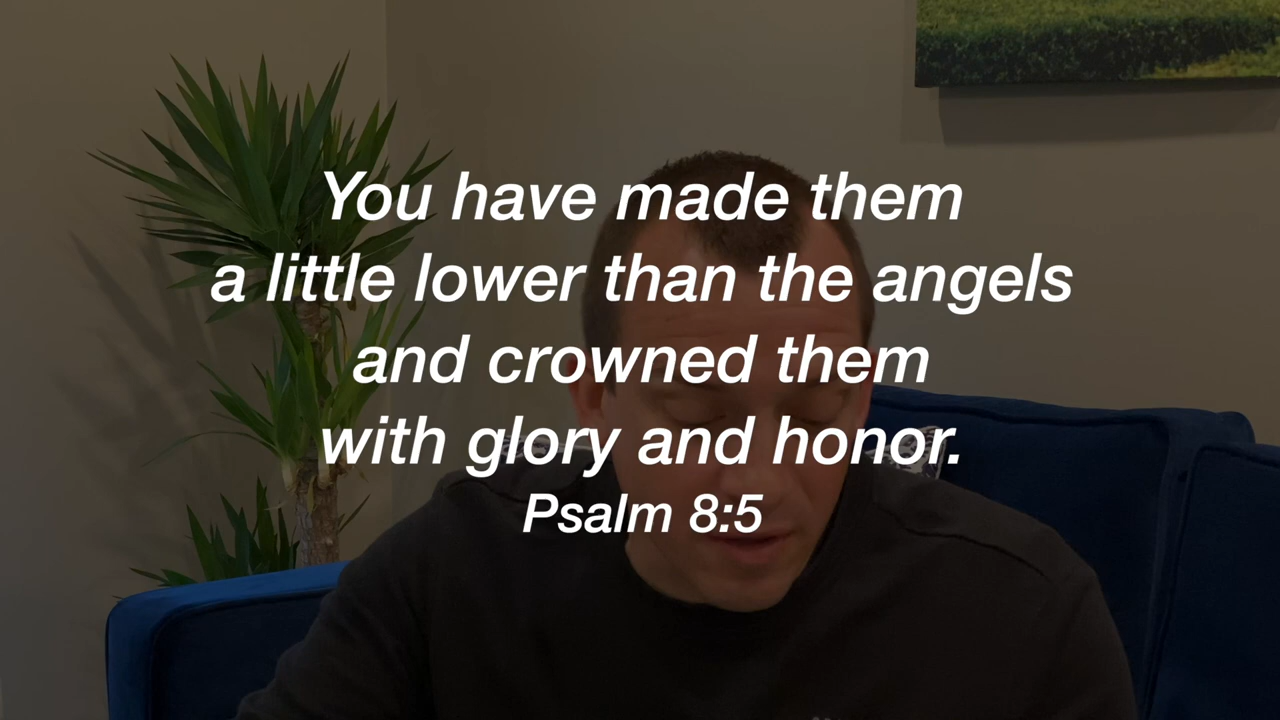 You have made them
a little lower than the angels
and crowned them
with glory and honor.
Psalm 8:5